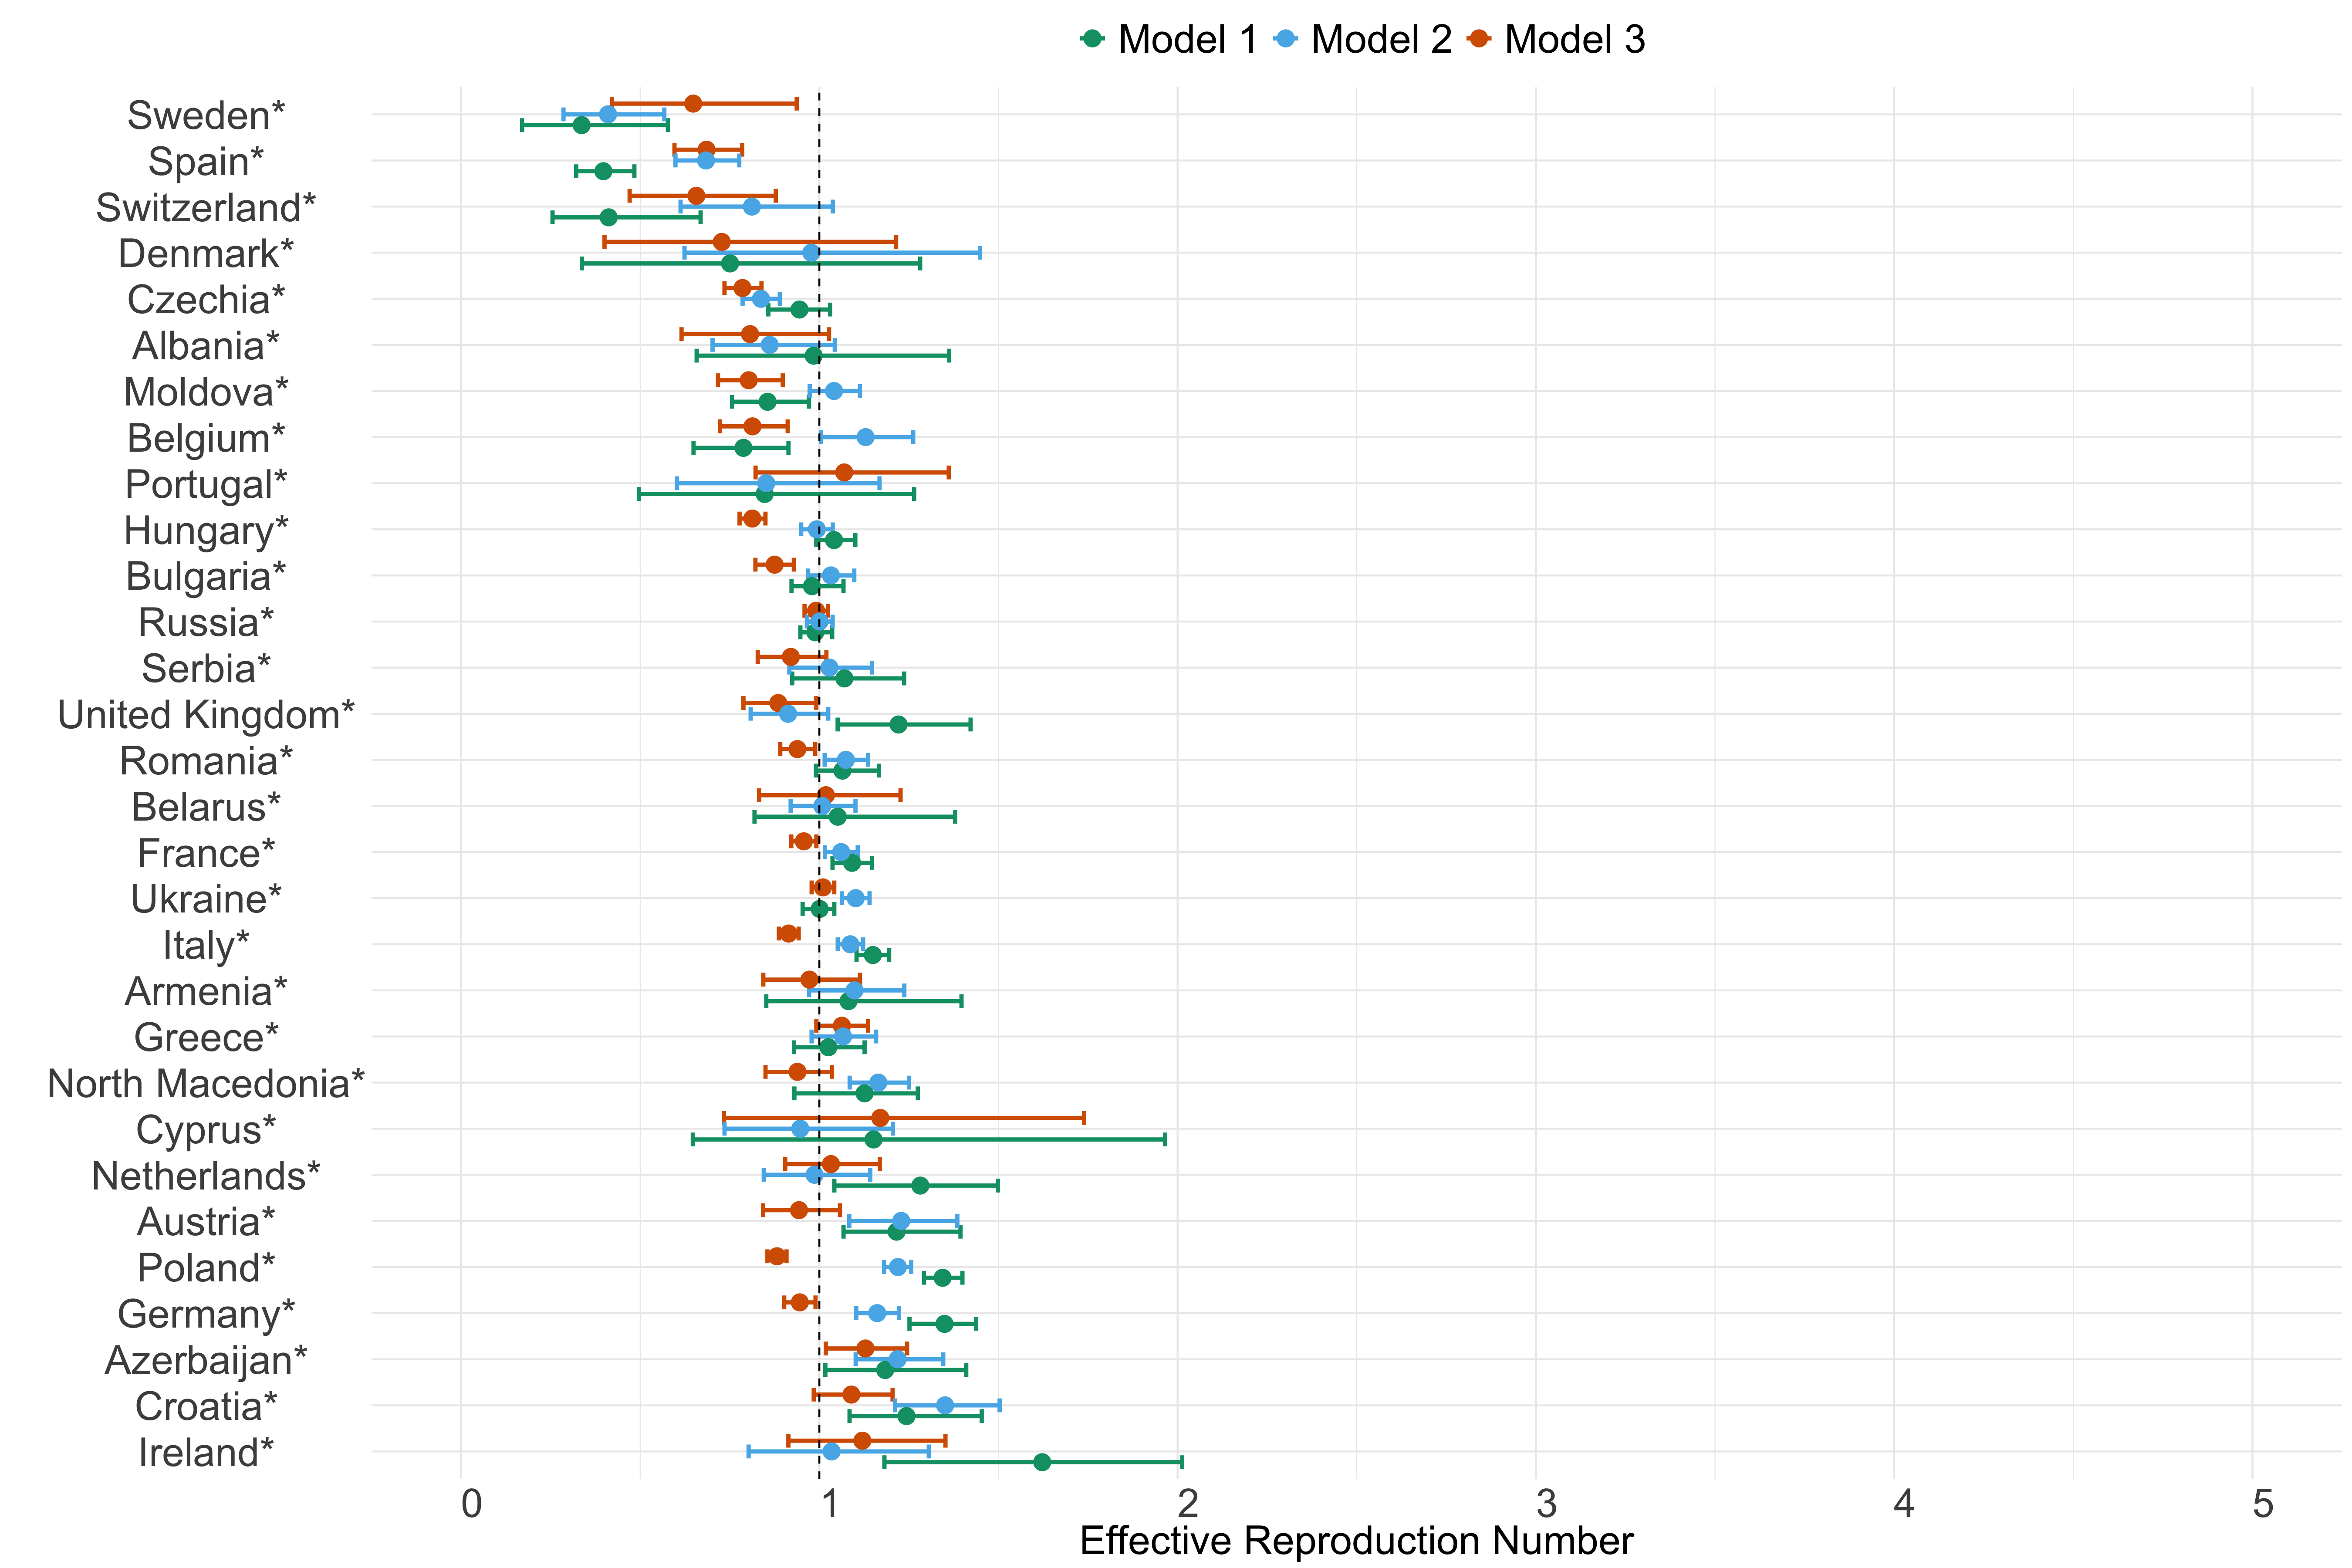 Model 1 Model 2 Model 3
Sweden*
Spain*
Switzerland*
Denmark*
Czechia*
Albania*
Moldova*
Belgium*
Portugal*
Hungary*
Bulgaria*
Russia*
Serbia*
United Kingdom*
Romania*
Belarus*
France*
Ukraine*
Italy*
Armenia*
Greece*
North Macedonia*
Cyprus*
Netherlands*
Austria*
Poland*
Germany*
Azerbaijan*
Croatia*
Ireland*
0 1 2 3 4 5
Effective Reproduction Number